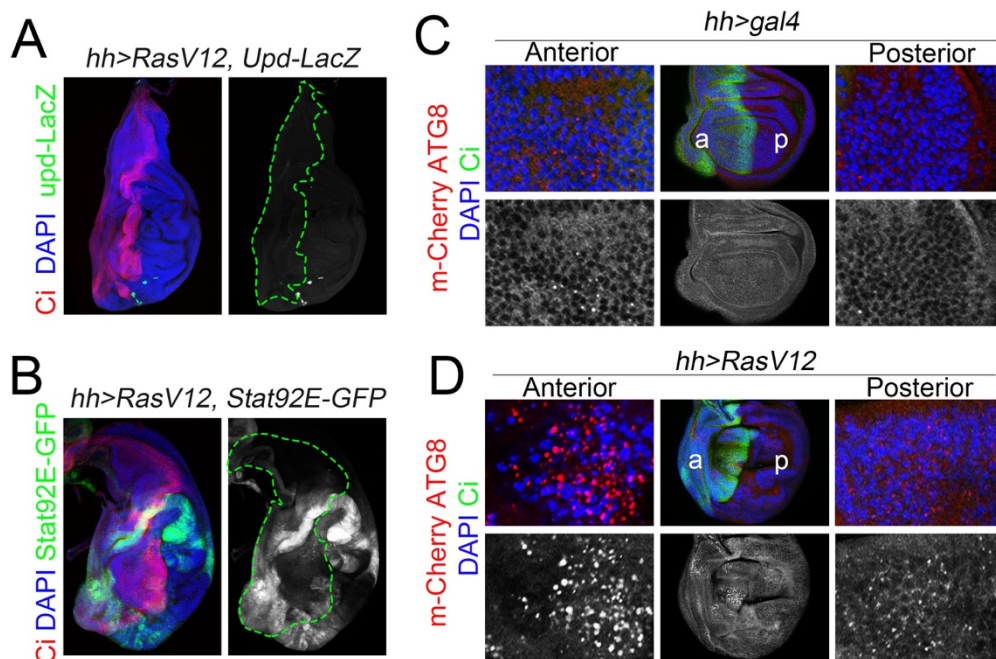 A
hh>RasV12, Upd-LacZ
Ci DAPI upd-LacZ
B
hh>RasV12, Stat92E-GFP
Ci DAPI Stat92E-GFP
C
hh>gal4
Anterior
Posterior
m-Cherry ATG8
DAPI Ci
a
p
D
hh>RasV12
Anterior
Posterior
m-Cherry ATG8
DAPI Ci
a
p